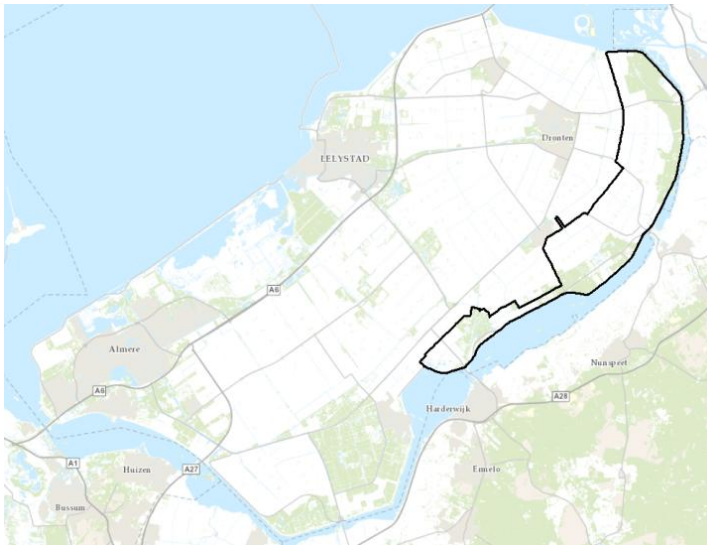 Dronten
LELYSTAD
A6
Almere
Nunspeet
A6
A28
Harderwijk
A1
Huizen
A27
Ermelo
Bussum